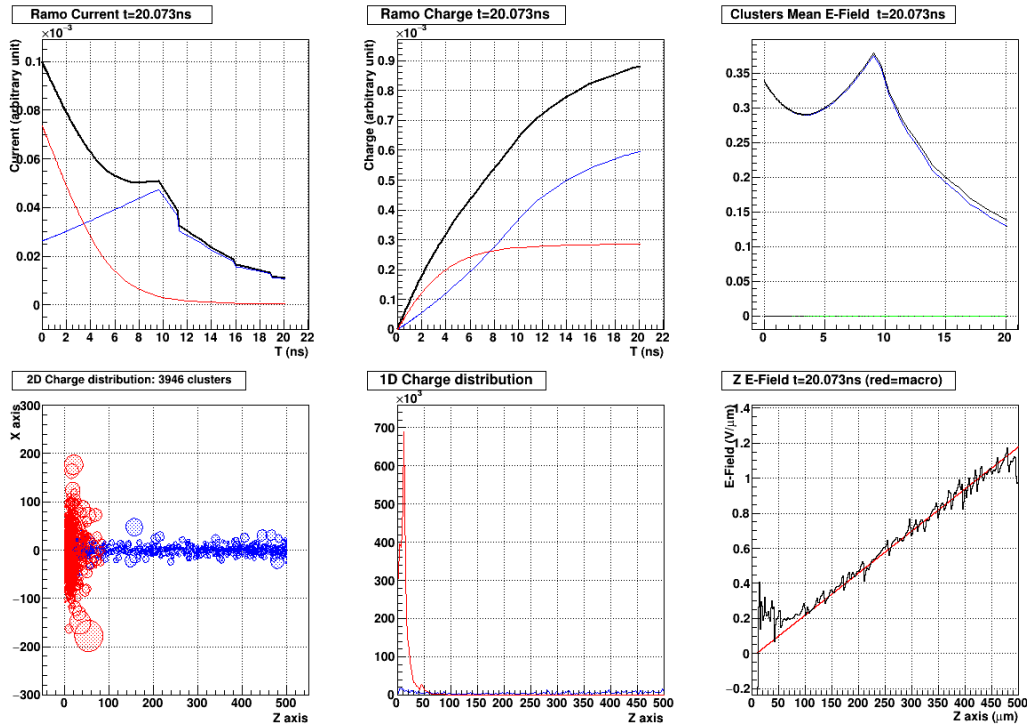 Ramo Current t=20.073ns
×10⁻³
Current (arbitrary unit)
0.1
0.08
0.06
0.04
0.02
0
0 2 4 6 8 10 12 14 16 18 20 22
T (ns)
Ramo Charge t=20.073ns
×10⁻³
Charge (arbitrary unit)
0.9
0.8
0.7
0.6
0.5
0.4
0.3
0.2
0.1
0
0 2 4 6 8 10 12 14 16 18 20 22
T (ns)
Clusters Mean E-Field t=20.073ns
0.35
0.3
0.25
0.2
0.15
0.1
0.05
0
0 5 10 15 20
2D Charge distribution: 3946 clusters
X axis
300
200
100
0
−100
−200
−300
0 100 200 300 400 500
Z axis
1D Charge distribution
×10³
700
600
500
400
300
200
100
0
0 50 100 150 200 250 300 350 400 450 500
Z axis
Z E-Field t=20.073ns (red=macro)
E-Field (V/μm)
1.4
1.2
1
0.8
0.6
0.4
0.2
0
−0.2
0 50 100 150 200 250 300 350 400 450 500
Z axis (μm)